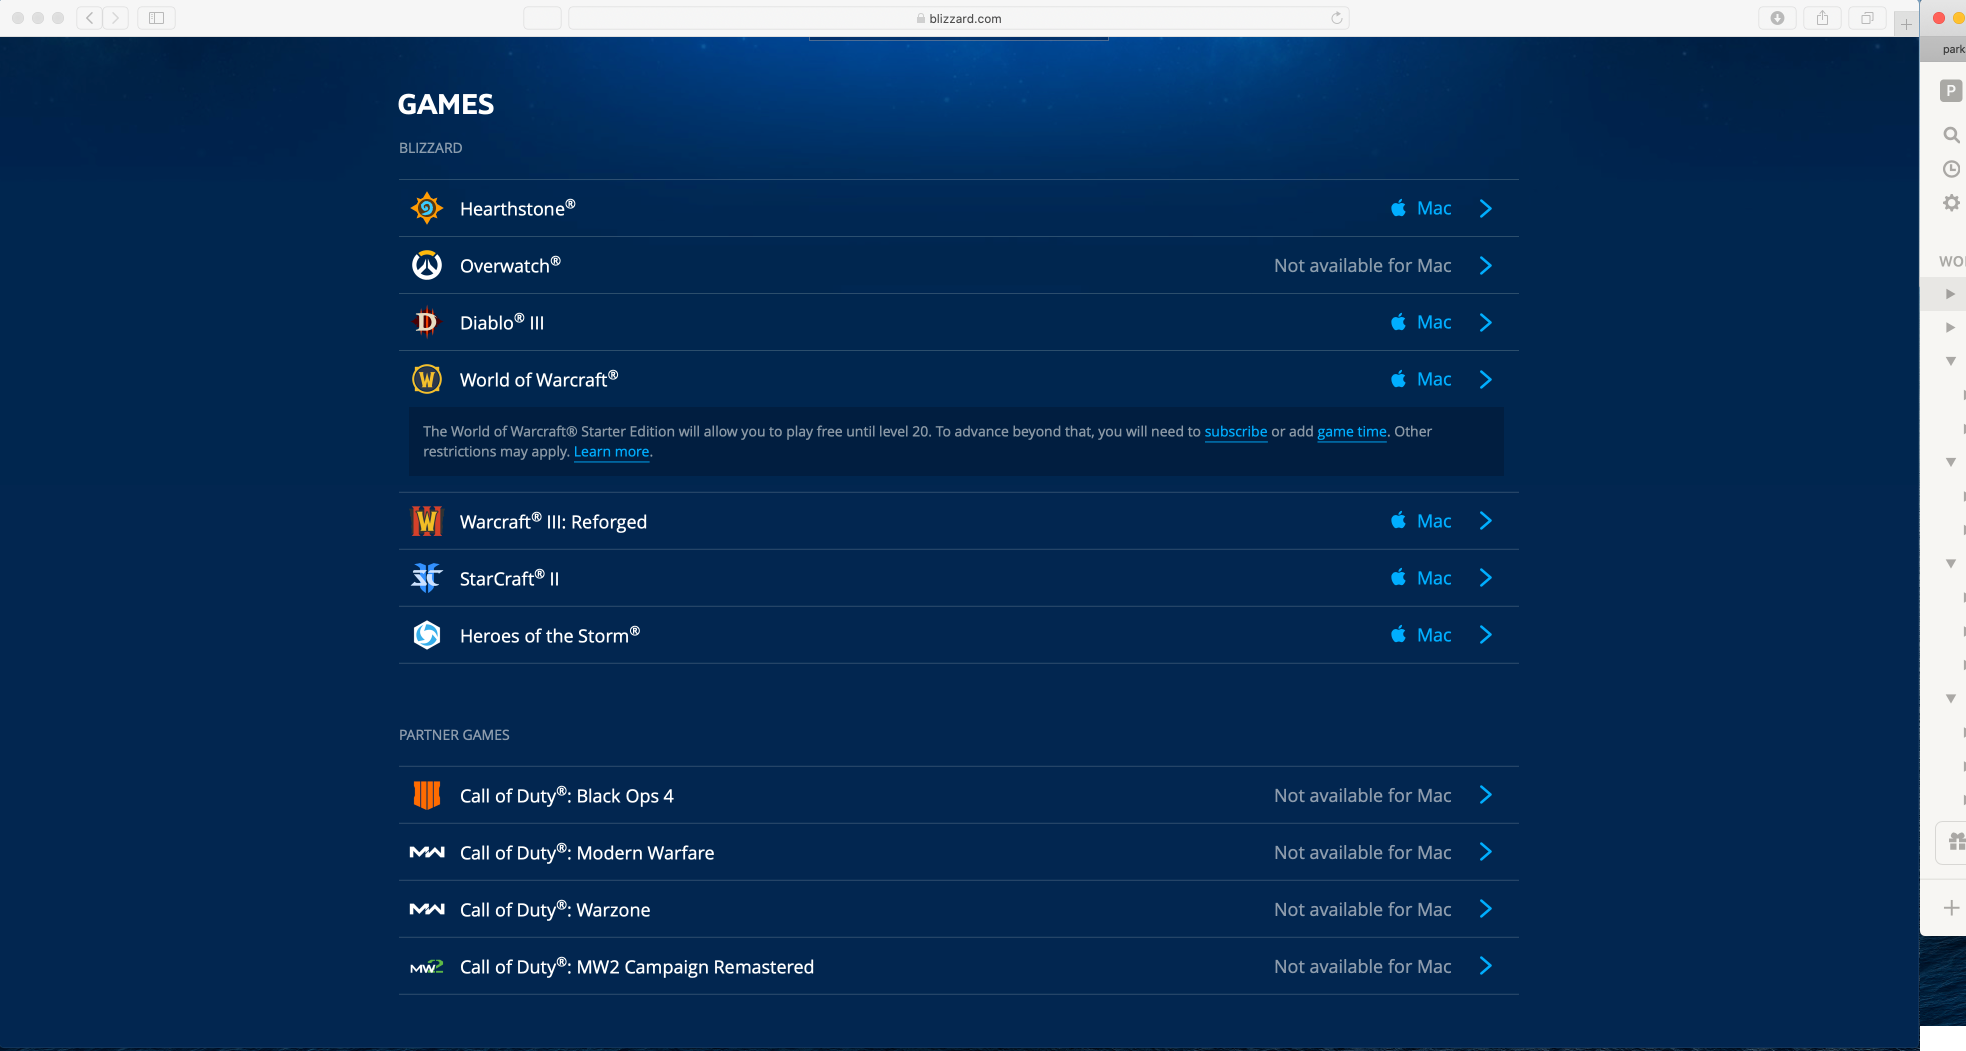 blizzard.com
park
P
GAMES
BLIZZARD
Hearthstone® Mac
Overwatch® Not available for Mac
Diablo® III Mac
World of Warcraft® Mac
The World of Warcraft® Starter Edition will allow you to play free until level 20. To advance beyond that, you will need to subscribe or add game time. Other
restrictions may apply. Learn more.
Warcraft® III: Reforged Mac
StarCraft® II Mac
Heroes of the Storm® Mac
PARTNER GAMES
Call of Duty®: Black Ops 4 Not available for Mac
Call of Duty®: Modern Warfare Not available for Mac
Call of Duty®: Warzone Not available for Mac
Call of Duty®: MW2 Campaign Remastered Not available for Mac